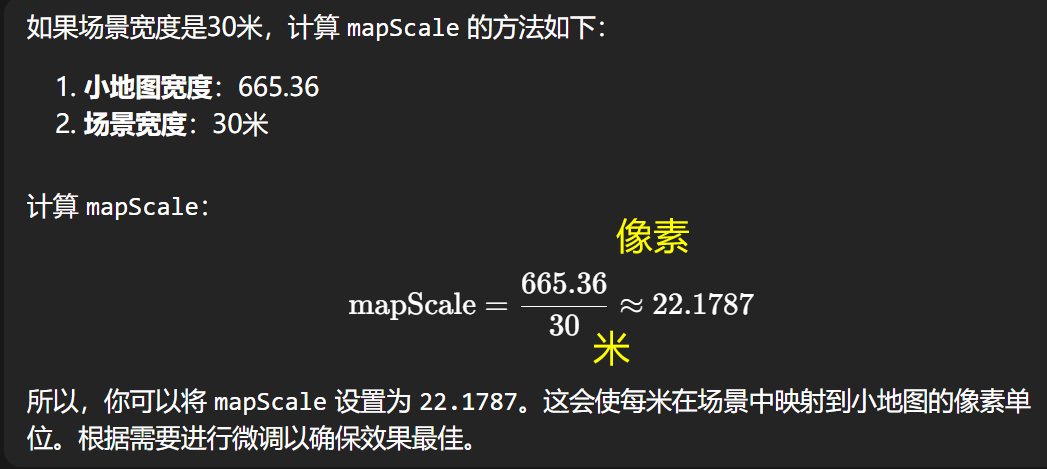 如果场景宽度是30米，计算 mapScale 的方法如下：
1. 小地图宽度：665.36
2. 场景宽度：30米
计算 mapScale：
像素
mapScale = 665.36 / 30 ≈ 22.1787
米
所以，你可以将 mapScale 设置为 22.1787。这会使每米在场景中映射到小地图的像素单
位。根据需要进行微调以确保效果最佳。